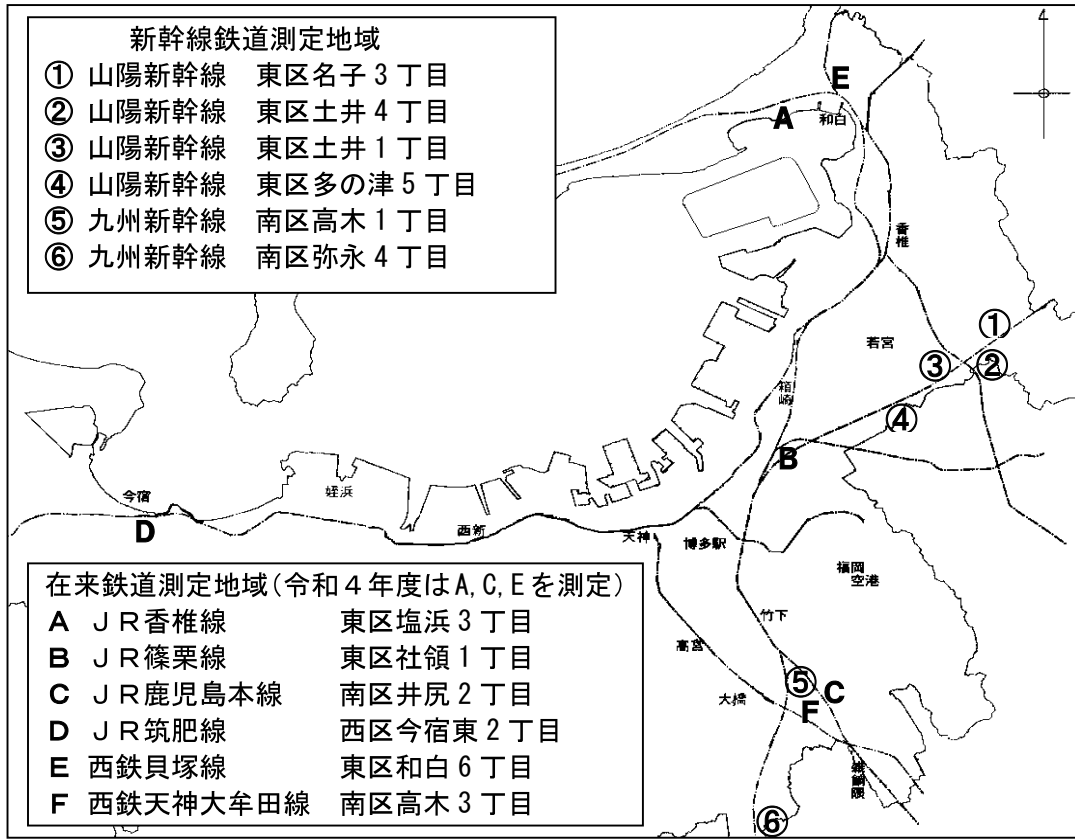 新幹線鉄道測定地域
① 山陽新幹線 東区名子3丁目
② 山陽新幹線 東区土井4丁目
③ 山陽新幹線 東区土井1丁目
④ 山陽新幹線 東区多の津5丁目
⑤ 九州新幹線 南区高木1丁目
⑥ 九州新幹線 南区弥永4丁目
4
E
A
和白
香椎
①
若宮
③
②
箱崎
④
B
今宿
姪浜
D
西新
天神
博多駅
福岡
空港
竹下
高宮
⑤
C
大橋
F
雑餉隈
⑥
在来鉄道測定地域(令和4年度はA,C,Eを測定)
A JR香椎線 東区塩浜3丁目
B JR篠栗線 東区社領1丁目
C JR鹿児島本線 南区井尻2丁目
D JR筑肥線 西区今宿東2丁目
E 西鉄貝塚線 東区和白6丁目
F 西鉄天神大牟田線 南区高木3丁目